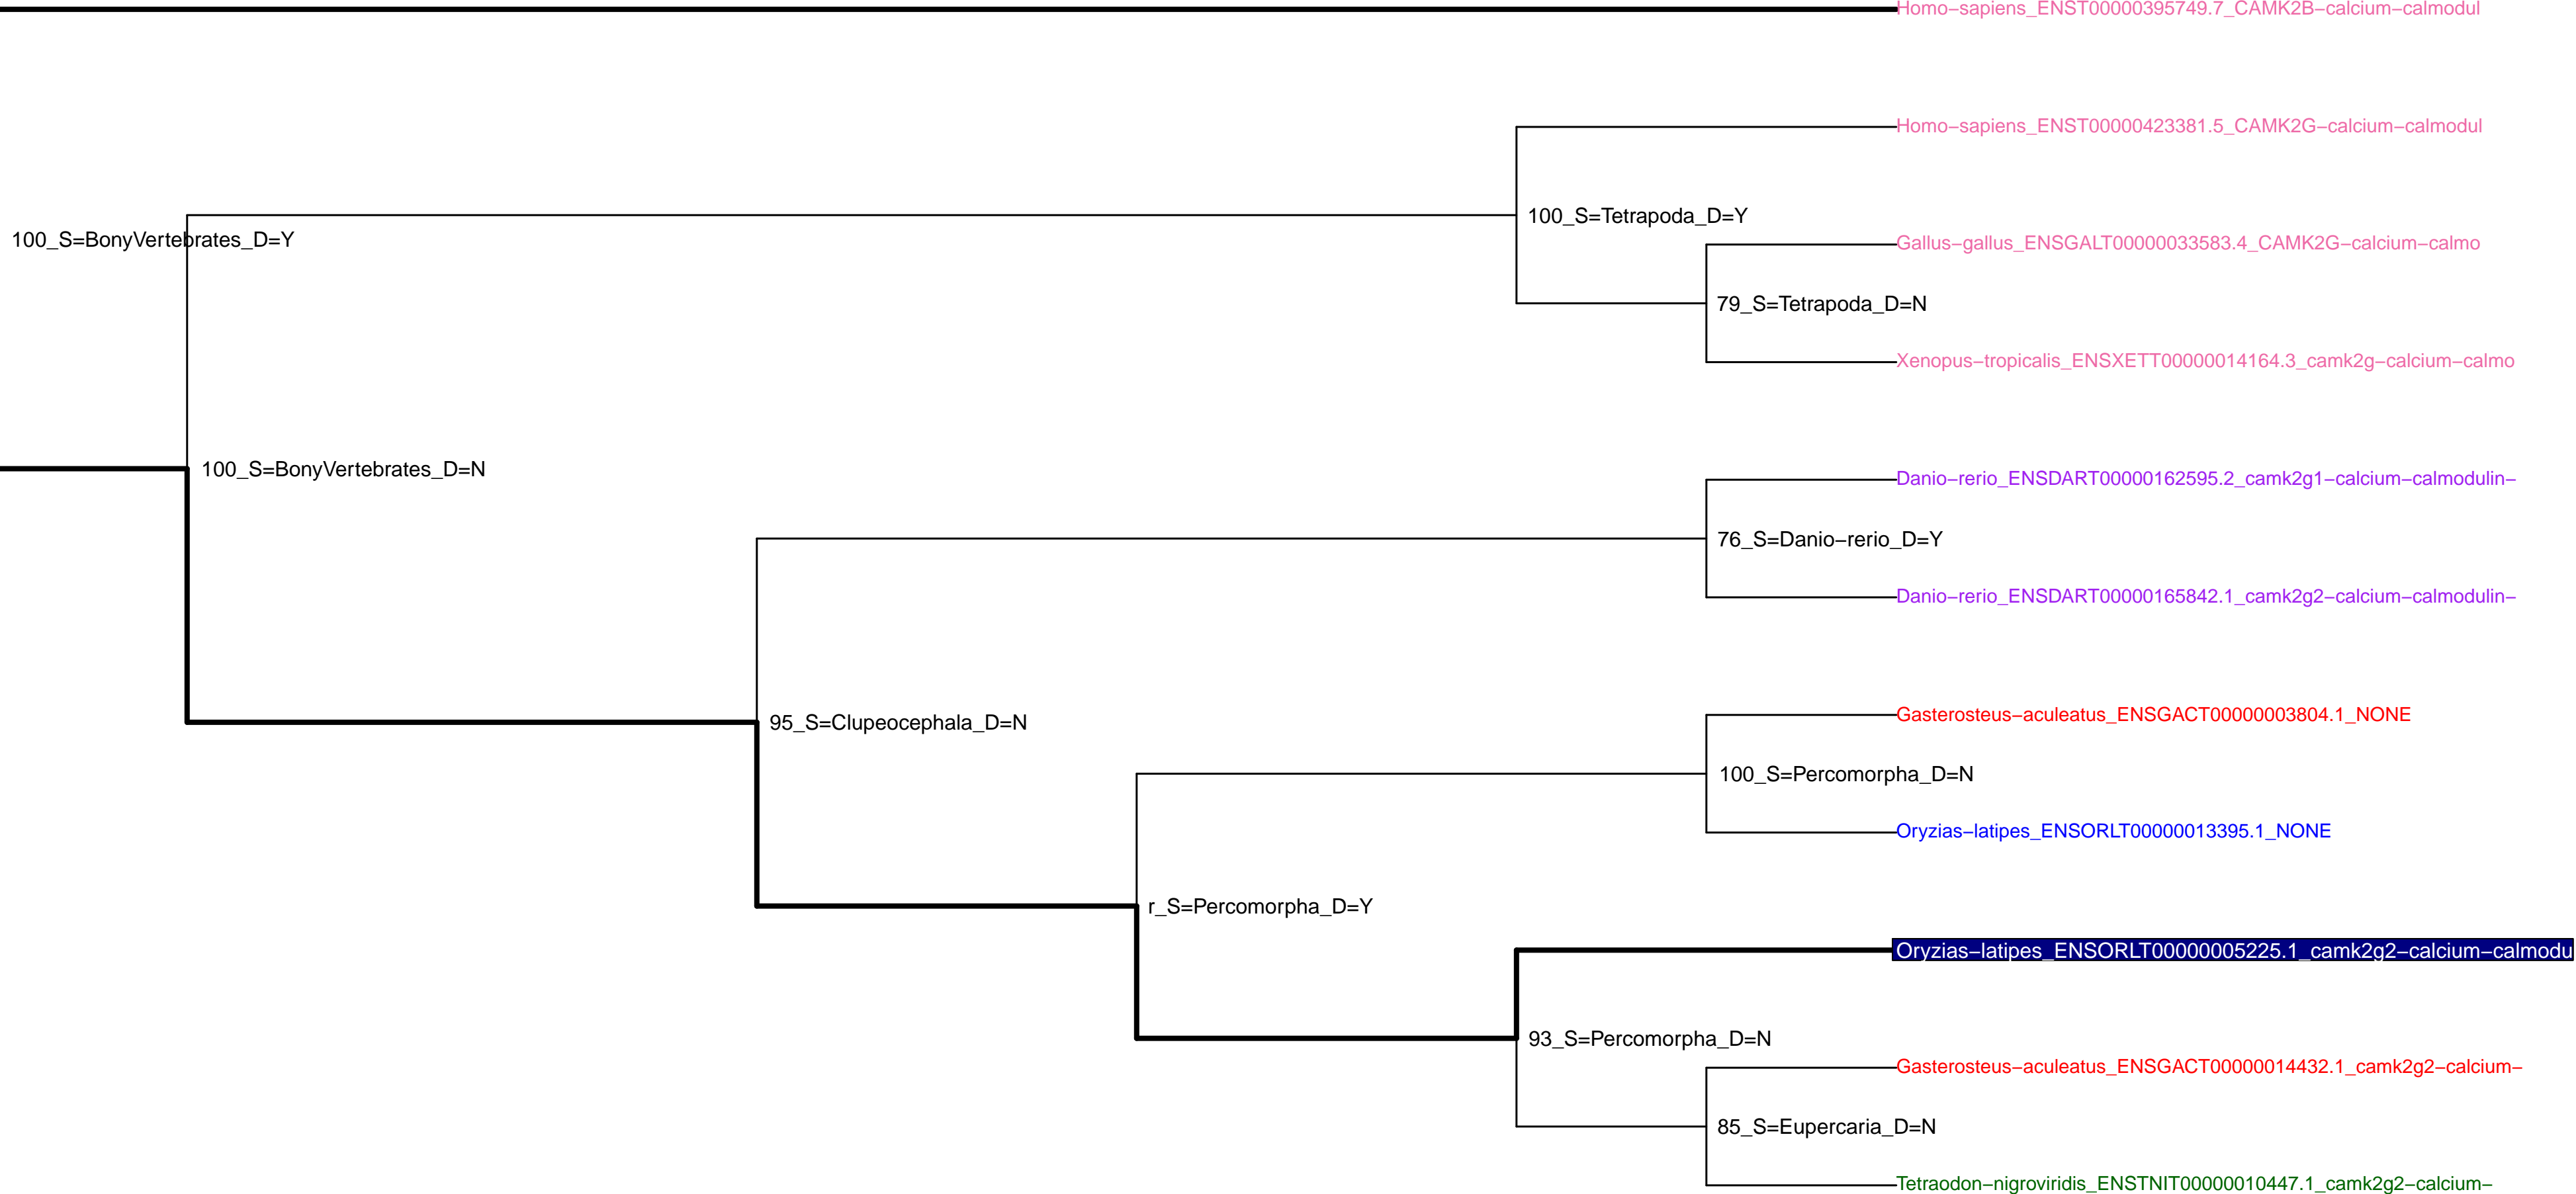 Homo−sapiens_ENST00000395749.7_CAMK2B−calcium−calmodul
Homo−sapiens_ENST00000423381.5_CAMK2G−calcium−calmodul
100_S=Tetrapoda_D=Y
100_S=BonyVertebrates_D=Y
Gallus−gallus_ENSGALT00000033583.4_CAMK2G−calcium−calmo
79_S=Tetrapoda_D=N
Xenopus−tropicalis_ENSXETT00000014164.3_camk2g−calcium−calmo
100_S=BonyVertebrates_D=N
Danio−rerio_ENSDART00000162595.2_camk2g1−calcium−calmodulin−
76_S=Danio−rerio_D=Y
Danio−rerio_ENSDART00000165842.1_camk2g2−calcium−calmodulin−
Gasterosteus−aculeatus_ENSGACT00000003804.1_NONE
95_S=Clupeocephala_D=N
100_S=Percomorpha_D=N
Oryzias−latipes_ENSORLT00000013395.1_NONE
r_S=Percomorpha_D=Y
Oryzias−latipes_ENSORLT00000005225.1_camk2g2−calcium−calmodu
93_S=Percomorpha_D=N
Gasterosteus−aculeatus_ENSGACT00000014432.1_camk2g2−calcium−
85_S=Eupercaria_D=N
Tetraodon−nigroviridis_ENSTNIT00000010447.1_camk2g2−calcium−